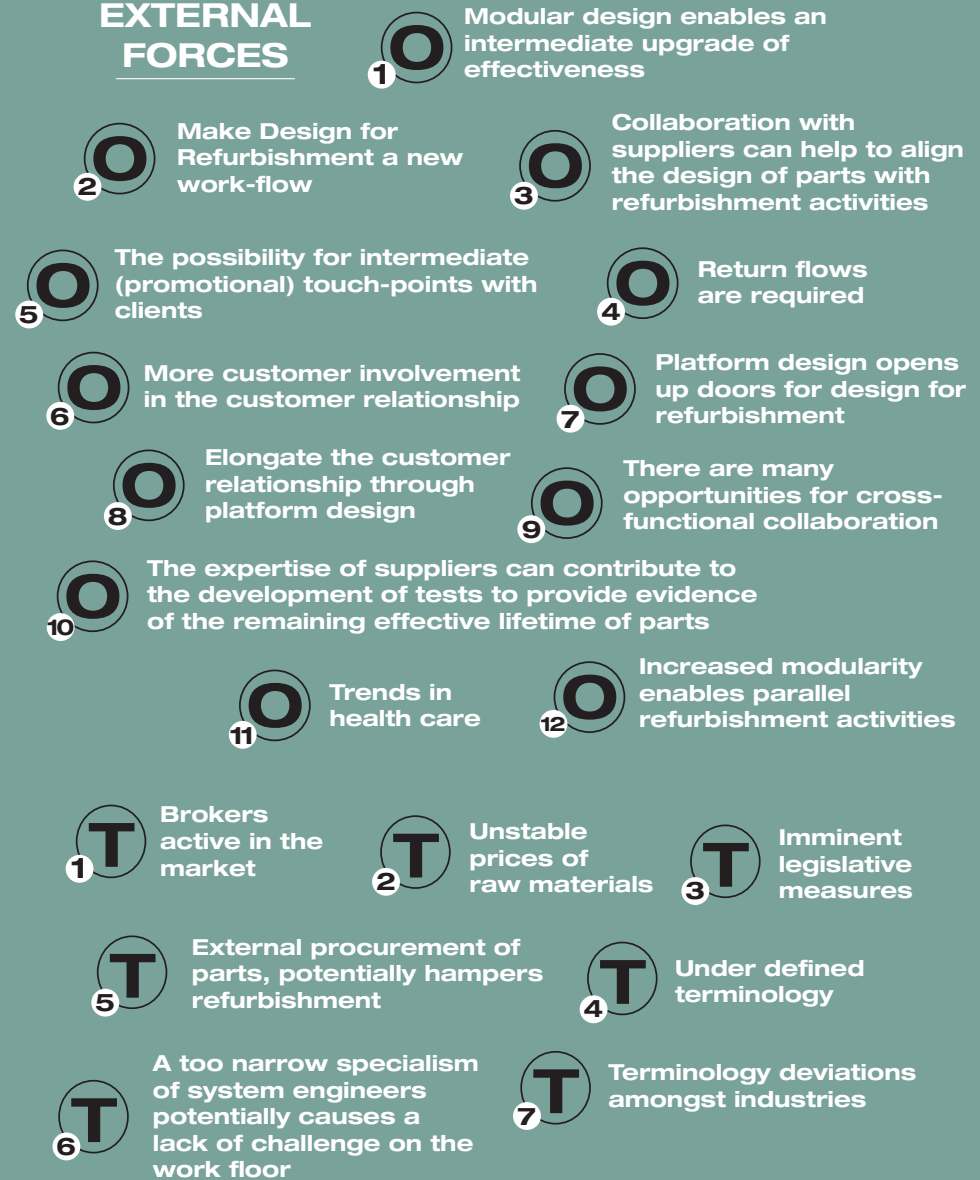 EXTERNAL
FORCES
O
1
Modular design enables an
intermediate upgrade of
effectiveness
O
2
Make Design for
Refurbishment a new
work-flow
O
3
Collaboration with
suppliers can help to align
the design of parts with
refurbishment activities
O
5
The possibility for intermediate
(promotional) touch-points with
clients
O
4
Return flows
are required
O
6
More customer involvement
in the customer relationship
O
7
Platform design opens
up doors for design for
refurbishment
O
8
Elongate the customer
relationship through
platform design
O
9
There are many
opportunities for cross-
functional collaboration
O
10
The expertise of suppliers can contribute to
the development of tests to provide evidence
of the remaining effective lifetime of parts
O
11
Trends in
health care
O
12
Increased modularity
enables parallel
refurbishment activities
T
1
Brokers
active in the
market
T
2
Unstable
prices of
raw materials
T
3
Imminent
legislative
measures
T
5
External procurement of
parts, potentially hampers
refurbishment
T
4
Under defined
terminology
T
6
A too narrow specialism
of system engineers
potentially causes a
lack of challenge on the
work floor
T
7
Terminology deviations
amongst industries